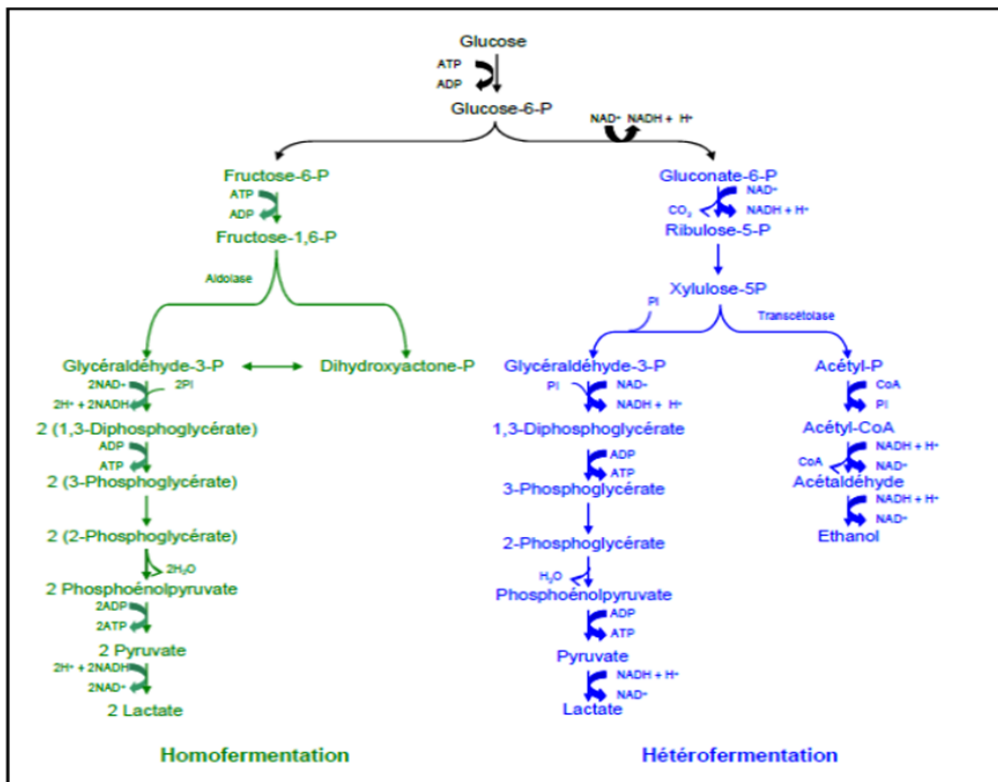 Glucose
ATP
ADP
Glucose-6-P
NAD⁺ NADH + H⁺
Fructose-6-P
ATP
ADP
Fructose-1,6-P
Aldolase
Glycéraldéhyde-3-P
Dihydroxyactone-P
2NAD⁺
2PI
2H⁺ + 2NADH
2 (1,3-Diphosphoglycérate)
ADP
ATP
2 (3-Phosphoglycérate)
2 (2-Phosphoglycérate)
2H₂O
2 Phosphoénolpyruvate
2ADP
2ATP
2 Pyruvate
2H⁺ + 2NADH
2NAD⁺
2 Lactate
Homofermentation
Gluconate-6-P
NAD⁺
CO₂
NADH + H⁺
Ribulose-5-P
Xylulose-5P
PI
Transcétolase
Glycéraldéhyde-3-P
PI
NAD⁺
NADH + H⁺
1,3-Diphosphoglycérate
ADP
ATP
3-Phosphoglycérate
2-Phosphoglycérate
H₂O
Phosphoénolpyruvate
ADP
ATP
Pyruvate
NADH + H⁺
NAD⁺
Lactate
Acétyl-P
CoA
PI
Acétyl-CoA
NADH + H⁺
CoA
NAD⁺
Acétaldéhyde
NADH + H⁺
NAD⁺
Ethanol
Hétérofermentation